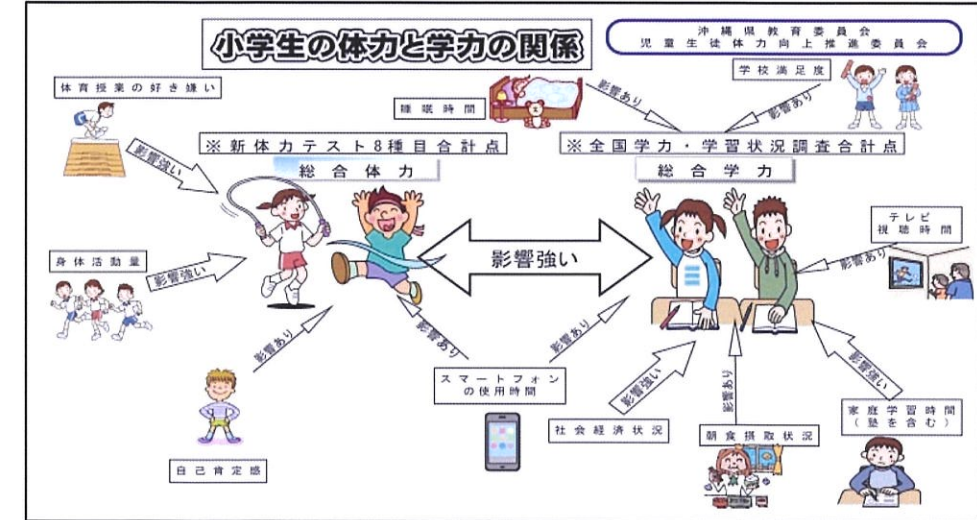 小学生の体力と学力の関係
沖縄県教育委員会
児童生徒体力向上推進委員会
体育授業の好き嫌い
睡眠時間
影響あり
学校満足度
影響あり
影響強い
※新体力テスト8種目合計点
総合体力
※全国学力・学習状況調査合計点
総合学力
影響強い
テレビ
視聴時間
影響あり
身体活動量
影響強い
影響あり
影響あり
影響あり
スマートフォン
の使用時間
影響強い
影響あり
影響強い
社会経済状況
朝食摂取状況
家庭学習時間
(塾を含む)
自己肯定感